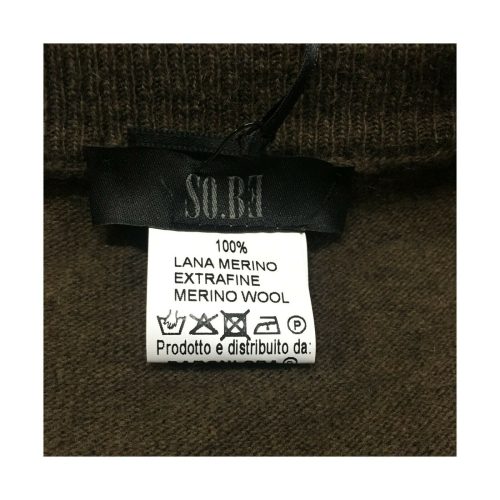 SO.BE
100%
LANA MERINO
EXTRAFINE
MERINO WOOL
P
Prodotto e distribuito da: